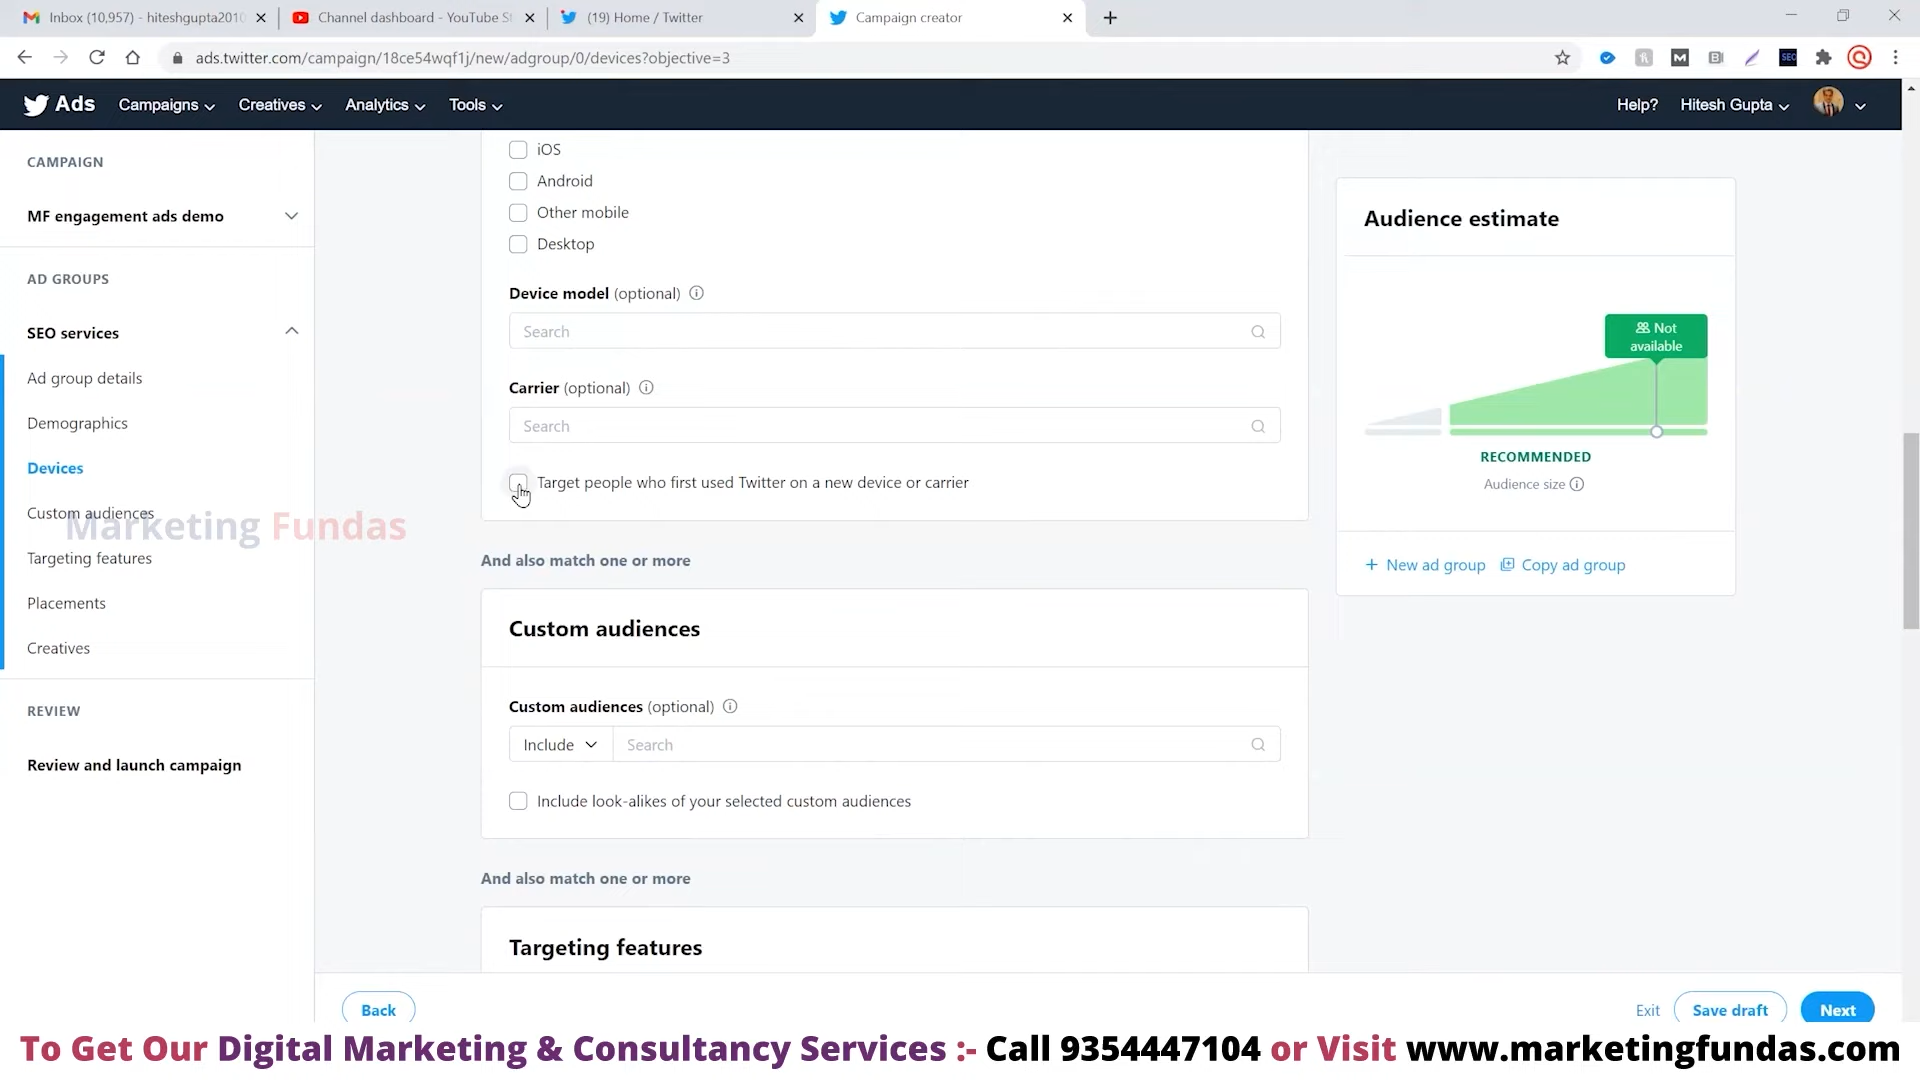 Inbox (10,957) - hiteshgupta2010
Channel dashboard - YouTube St
(19) Home / Twitter
Campaign creator
ads.twitter.com/campaign/18ce54wqf1j/new/adgroup/0/devices?objective=3
Ads
Campaigns
Creatives
Analytics
Tools
Help?
Hitesh Gupta
CAMPAIGN
MF engagement ads demo
AD GROUPS
SEO services
Ad group details
Demographics
Devices
Custom audiences
Targeting features
Placements
Creatives
REVIEW
Review and launch campaign
Marketing Fundas
iOS
Android
Other mobile
Desktop
Device model (optional)
Search
Carrier (optional)
Search
Target people who first used Twitter on a new device or carrier
And also match one or more
Custom audiences
Custom audiences (optional)
Include
Search
Include look-alikes of your selected custom audiences
And also match one or more
Targeting features
Audience estimate
Not
available
RECOMMENDED
Audience size
+ New ad group
Copy ad group
Back
Exit
Save draft
Next
To Get Our Digital Marketing & Consultancy Services :- Call 9354447104 or Visit www.marketingfundas.com